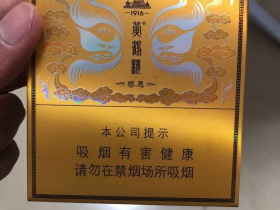 ·1916·
黄鹤楼
感恩
本公司提示
吸烟有害健康
请勿在禁烟场所吸烟